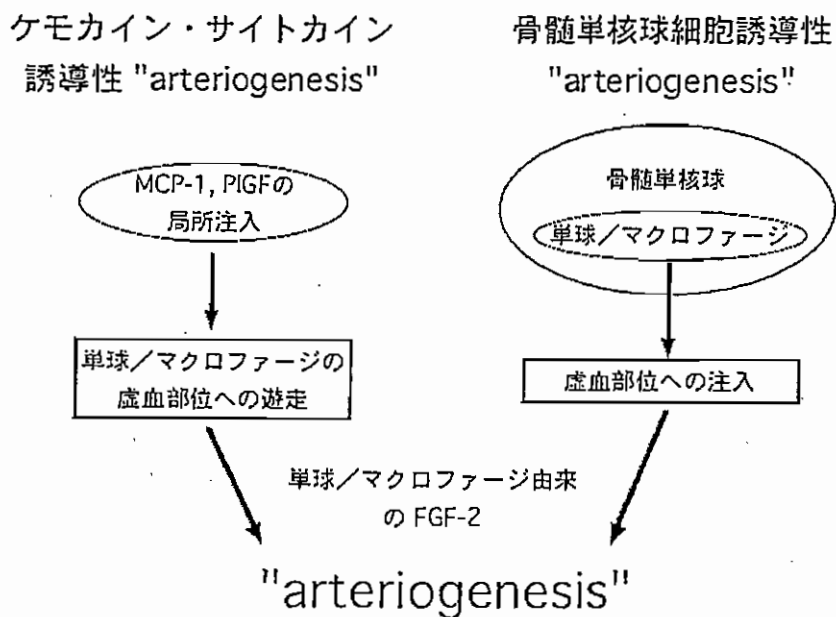 ケモカイン・サイトカイン
誘導性 "arteriogenesis"
骨髄単核球細胞誘導性
"arteriogenesis"
MCP-1, PIGFの
局所注入
骨髄単核球
単球／マクロファージ
単球／マクロファージの
虚血部位への遊走
虚血部位への注入
単球／マクロファージ由来
の FGF-2
"arteriogenesis"